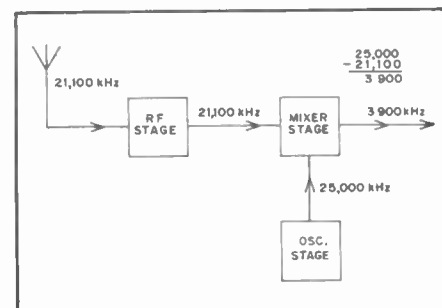 25,000
- 21,100
3 900
21,100 kHz
RF
STAGE
21,100 kHz
MIXER
STAGE
3 900 kHz
25,000 kHz
OSC.
STAGE